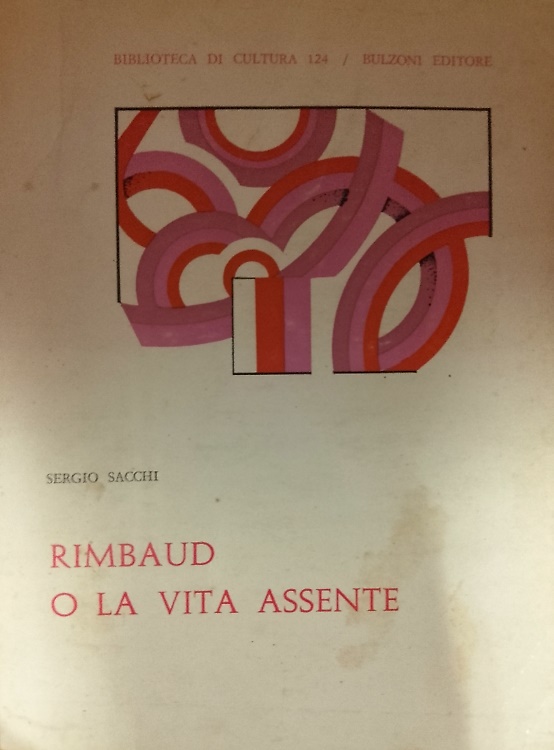 BIBLIOTECA DI CULTURA 124 / BULZONI EDITORE
SERGIO SACCHI
RIMBAUD
O LA VITA ASSENTE